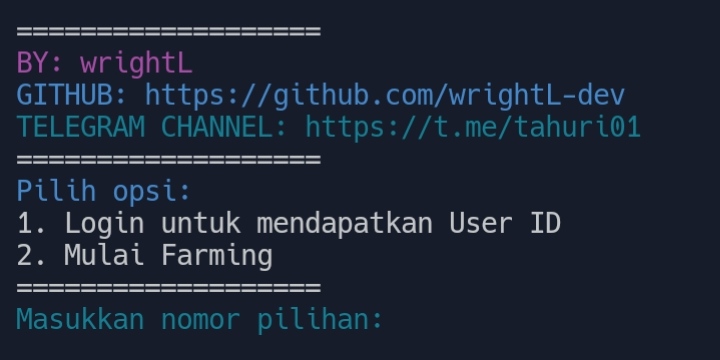 ===================
BY: wrightL
GITHUB: https://github.com/wrightL-dev
TELEGRAM CHANNEL: https://t.me/tahuri01
===================
Pilih opsi:
1. Login untuk mendapatkan User ID
2. Mulai Farming
===================
Masukkan nomor pilihan: